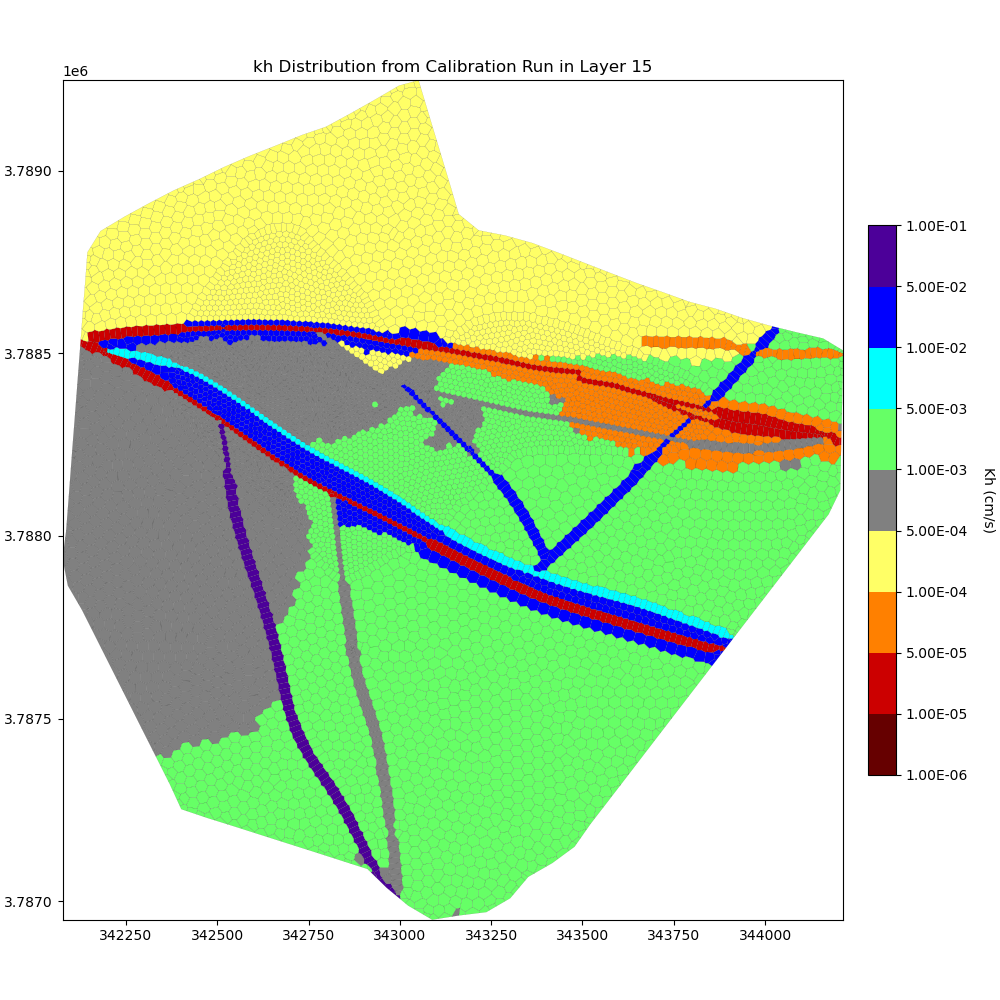 kh Distribution from Calibration Run in Layer 15
1e6
3.7890
3.7885
3.7880
3.7875
3.7870
342250 342500 342750 343000 343250 343500 343750 344000
1.00E-01
5.00E-02
1.00E-02
5.00E-03
1.00E-03
5.00E-04
1.00E-04
5.00E-05
1.00E-05
1.00E-06
Kh (cm/s)